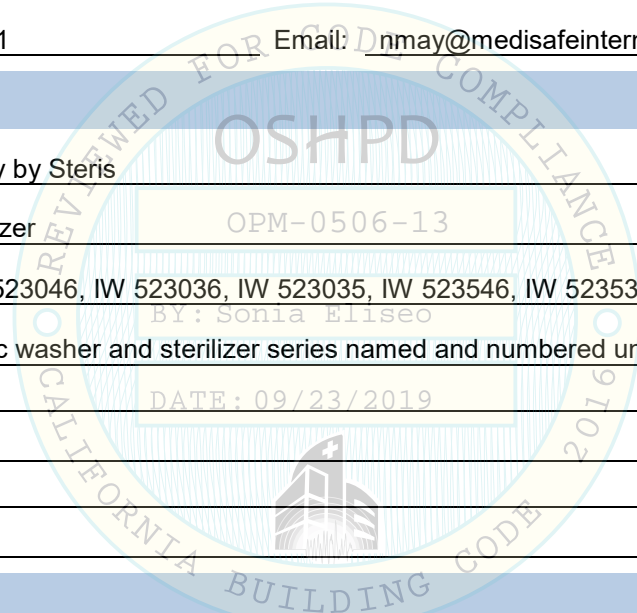 1 Email: nmay@medisafeintern
REVIEWED FOR CODE COMPLIANCE
OSHPD
y by Steris
OPM-0506-13
zer
523046, IW 523036, IW 523035, IW 523546, IW 52353
BY: Sonia Eliseo
c washer and sterilizer series named and numbered un
DATE: 09/23/2019
CALIFORNIA BUILDING CODE 2016